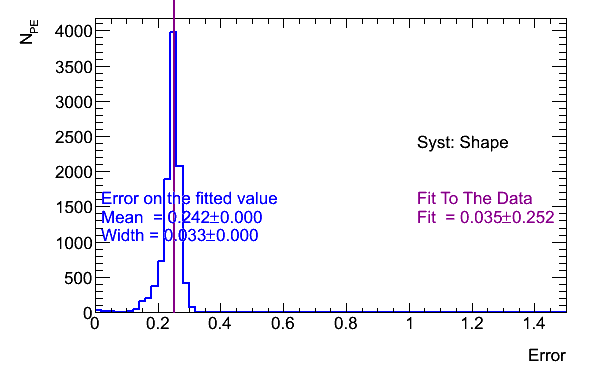 N_PE
4000
3500
3000
2500
2000
1500
1000
500
0
Syst: Shape
Error on the fitted value
Mean = 0.242±0.000
Width = 0.033±0.000
Fit To The Data
Fit = 0.035±0.252
0 0.2 0.4 0.6 0.8 1 1.2 1.4
Error